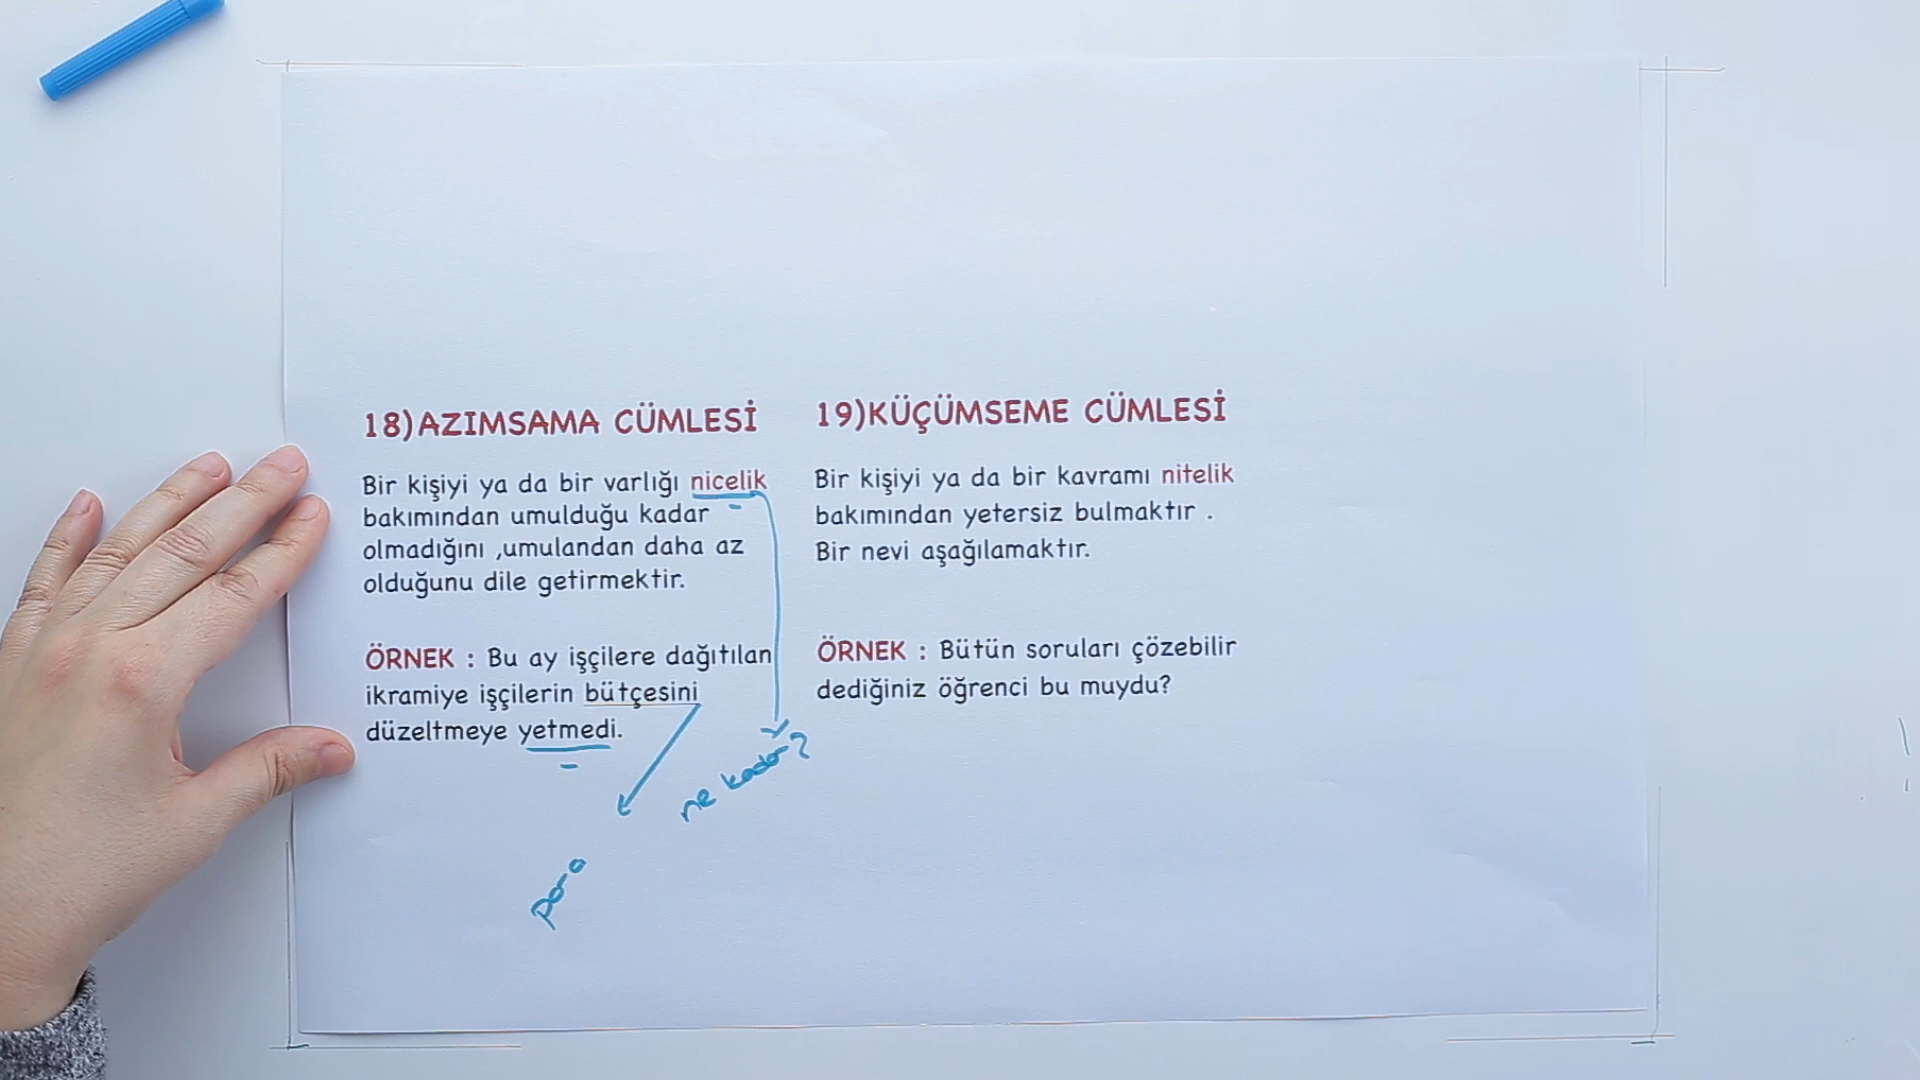 18)AZIMSAMA CÜMLESİ
Bir kişiyi ya da bir varlığı nicelik
bakımından umulduğu kadar
olmadığını ,umulandan daha az
olduğunu dile getirmektir.
ÖRNEK : Bu ay işçilere dağıtılan
ikramiye işçilerin bütçesini
düzeltmeye yetmedi.
ne kadar?
para
19)KÜÇÜMSEME CÜMLESİ
Bir kişiyi ya da bir kavramı nitelik
bakımından yetersiz bulmaktır .
Bir nevi aşağılamaktır.
ÖRNEK : Bütün soruları çözebilir
dediğiniz öğrenci bu muydu?